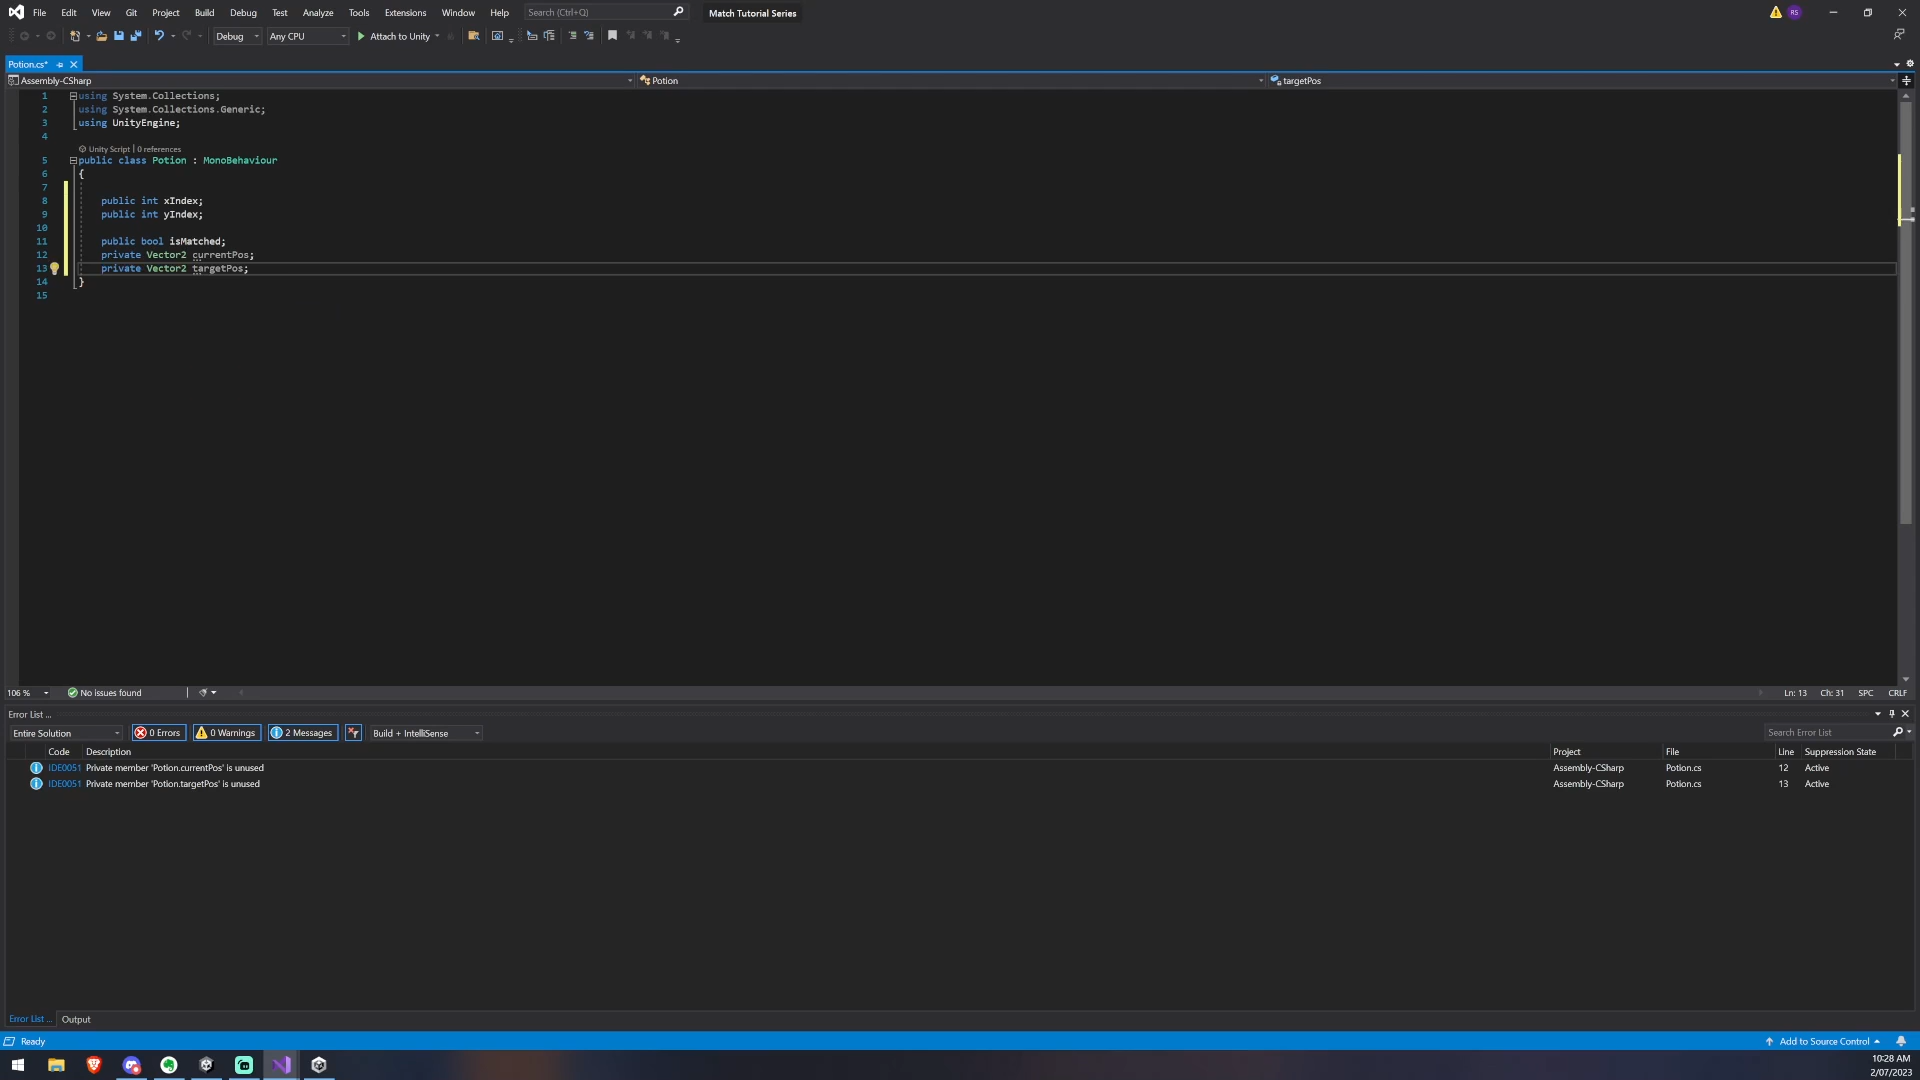 File Edit View Git Project Build Debug Test Analyze Tools Extensions Window Help Search (Ctrl+Q) Match Tutorial Series RS
Debug Any CPU Attach to Unity
Potion.cs*
Assembly-CSharp Potion targetPos
1 using System.Collections;
2 using System.Collections.Generic;
3 using UnityEngine;
4
Unity Script | 0 references
5 public class Potion : MonoBehaviour
6 {
7
8 public int xIndex;
9 public int yIndex;
10
11 public bool isMatched;
12 private Vector2 currentPos;
13 private Vector2 targetPos;
14 }
15
106 % No issues found Ln: 13 Ch: 31 SPC CRLF
Error List ...
Entire Solution 0 Errors 0 Warnings 2 Messages Build + IntelliSense Search Error List
Code Description Project File Line Suppression State
IDE0051 Private member 'Potion.currentPos' is unused Assembly-CSharp Potion.cs 12 Active
IDE0051 Private member 'Potion.targetPos' is unused Assembly-CSharp Potion.cs 13 Active
Error List ... Output
Ready Add to Source Control
10:28 AM
2/07/2023